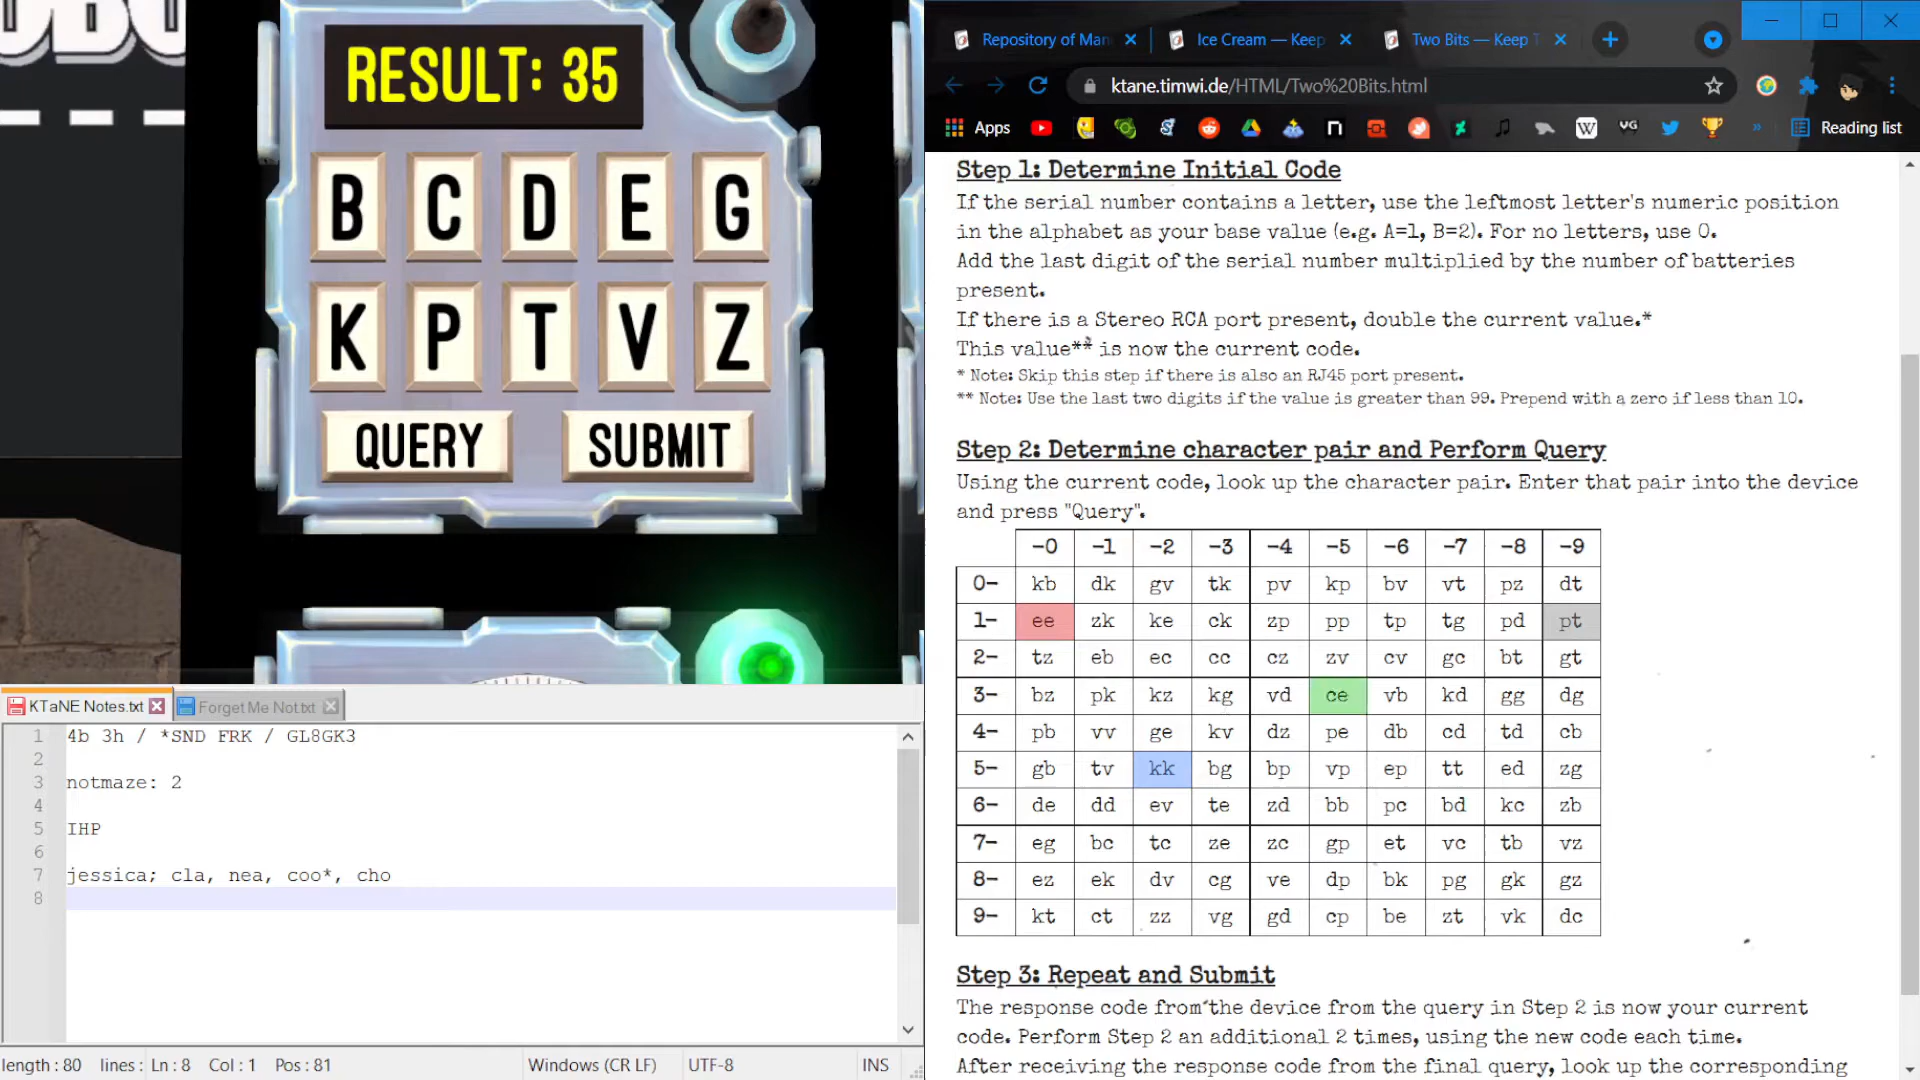 RESULT: 35
B C D E G
K P T V Z
QUERY SUBMIT
KTaNE Notes.txt Forget Me Not.txt
1 4b 3h / *SND FRK / GL8GK3
2
3 notmaze: 2
4
5 IHP
6
7 jessica; cla, nea, coo*, cho
8
length : 80 lines : Ln : 8 Col : 1 Pos : 81 Windows (CR LF) UTF-8 INS
Repository of Man Ice Cream — Keep Two Bits — Keep T
ktane.timwi.de/HTML/Two%20Bits.html
Apps Reading list
Step 1: Determine Initial Code
If the serial number contains a letter, use the leftmost letter's numeric position
in the alphabet as your base value (e.g. A=1, B=2). For no letters, use 0.
Add the last digit of the serial number multiplied by the number of batteries
present.
If there is a Stereo RCA port present, double the current value.*
This value** is now the current code.
* Note: Skip this step if there is also an RJ45 port present.
** Note: Use the last two digits if the value is greater than 99. Prepend with a zero if less than 10.
Step 2: Determine character pair and Perform Query
Using the current code, look up the character pair. Enter that pair into the device
and press "Query".
-0 -1 -2 -3 -4 -5 -6 -7 -8 -9
0- kb dk gv tk pv kp bv vt pz dt
1- ee zk ke ck zp pp tp tg pd pt
2- tz eb ec cc cz zv cv gc bt gt
3- bz pk kz kg vd ce vb kd gg dg
4- pb vv ge kv dz pe db cd td cb
5- gb tv kk bg bp vp ep tt ed zg
6- de dd ev te zd bb pc bd kc zb
7- eg bc tc ze zc gp et vc tb vz
8- ez ek dv cg ve dp bk pg gk gz
9- kt ct zz vg gd cp be zt vk dc
Step 3: Repeat and Submit
The response code from the device from the query in Step 2 is now your current
code. Perform Step 2 an additional 2 times, using the new code each time.
After receiving the response code from the final query, look up the corresponding